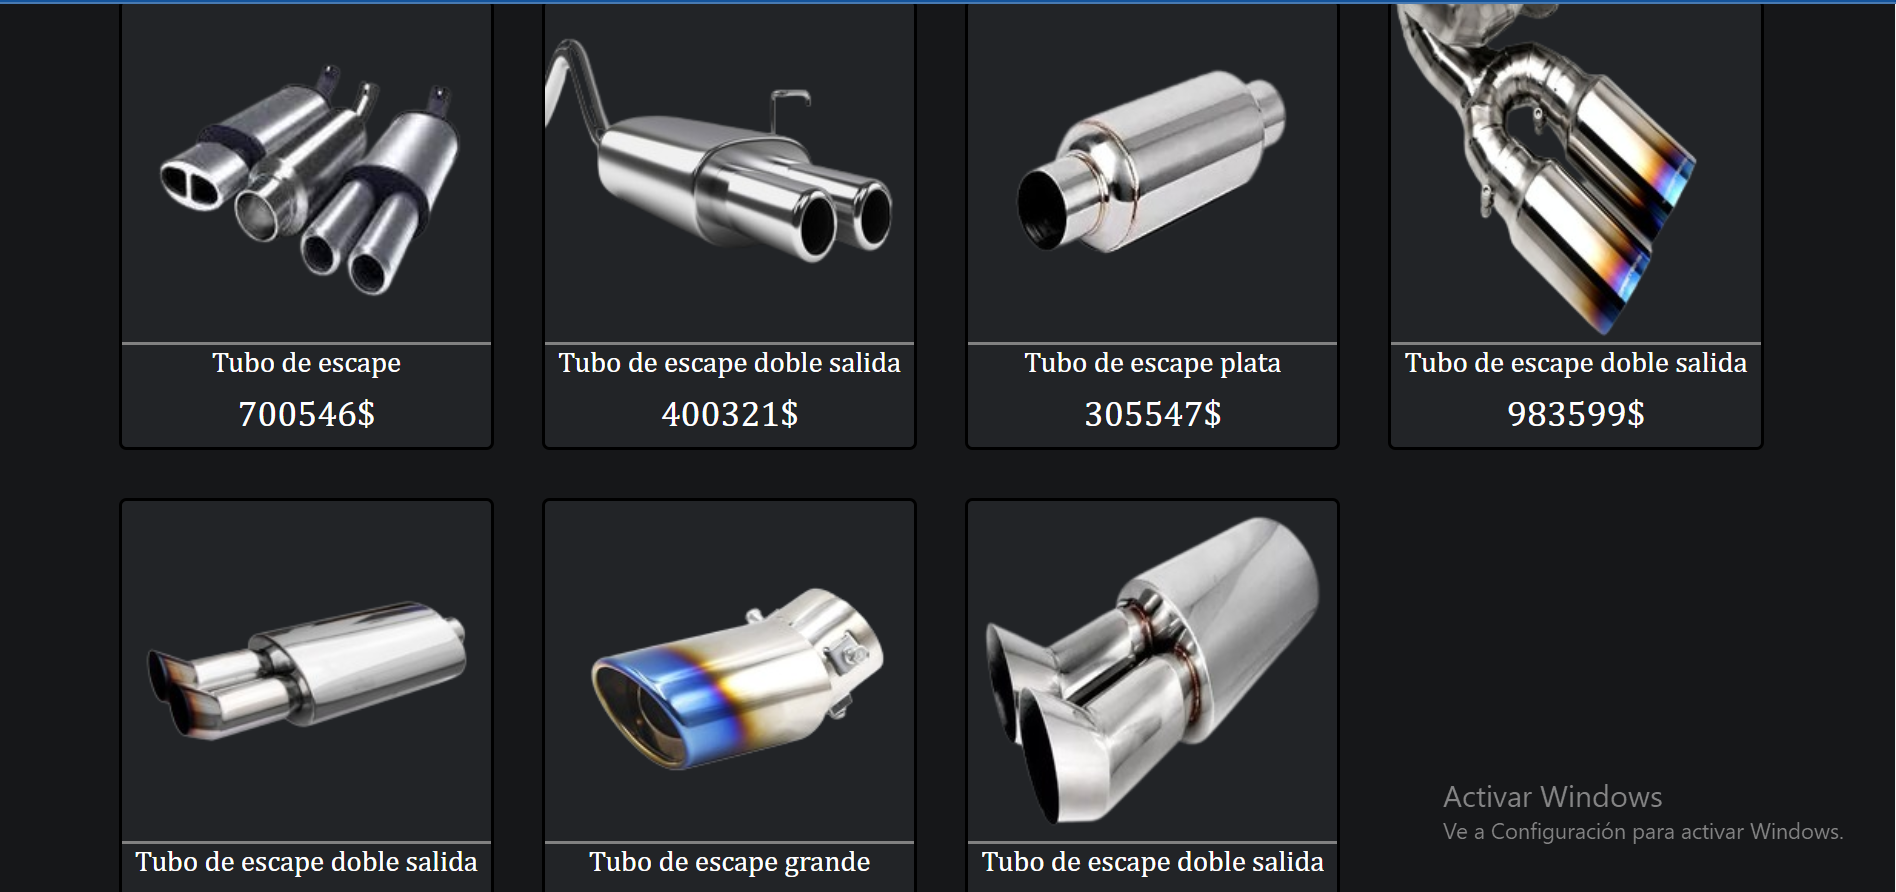 Tubo de escape
700546$
Tubo de escape doble salida
400321$
Tubo de escape plata
305547$
Tubo de escape doble salida
983599$
Tubo de escape doble salida
Tubo de escape grande
Tubo de escape doble salida
Activar Windows
Ve a Configuración para activar Windows.